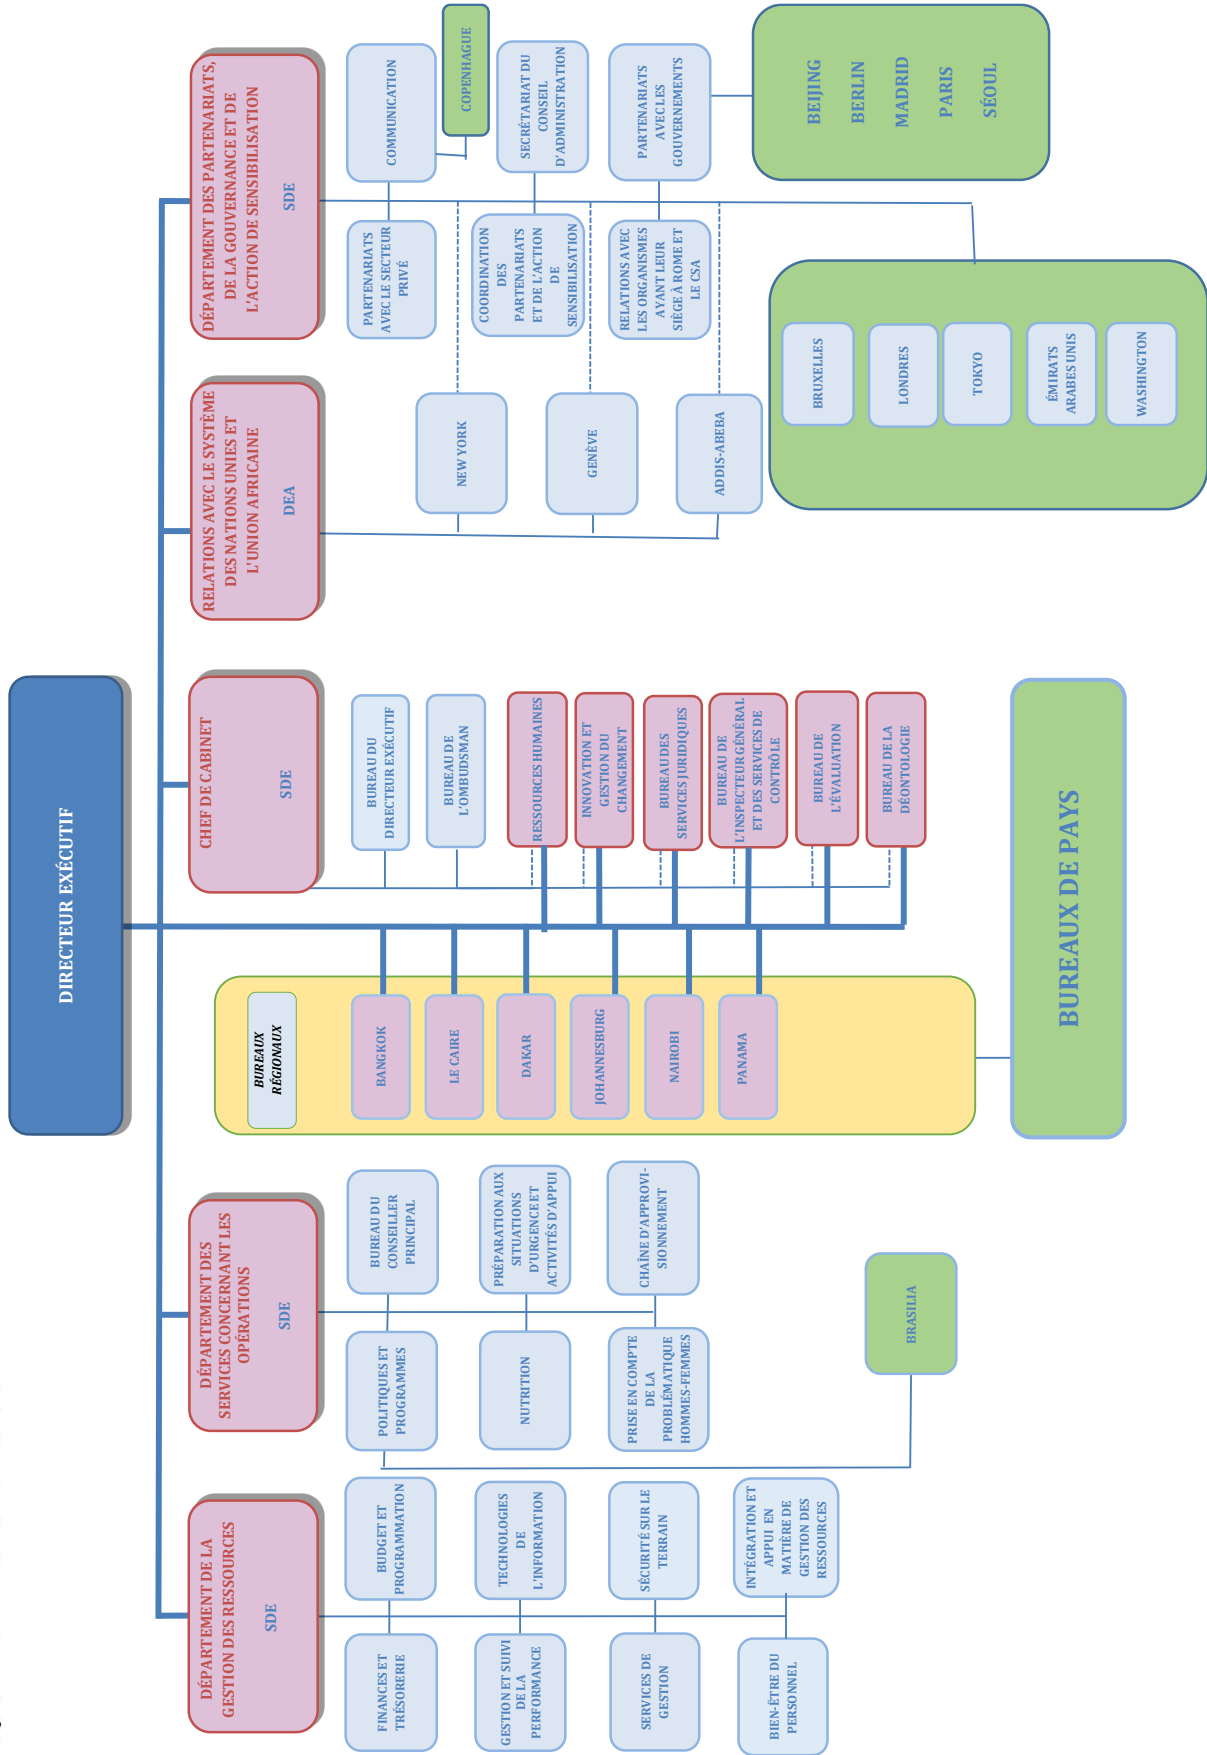 DIRECTEUR EXÉCUTIF
DÉPARTEMENT DE LA
GESTION DES RESSOURCES
SDE
DÉPARTEMENT DES
SERVICES CONCERNANT LES
OPÉRATIONS
SDE
CHEF DE CABINET
SDE
RELATIONS AVEC LE SYSTÈME
DES NATIONS UNIES ET
L'UNION AFRICAINE
DEA
DÉPARTEMENT DES PARTENARIATS,
DE LA GOUVERNANCE ET DE
L'ACTION DE SENSIBILISATION
SDE
FINANCES ET
TRÉSORERIE
BUDGET ET
PROGRAMMATION
GESTION ET SUIVI
DE LA
PERFORMANCE
TECHNOLOGIES
DE
L'INFORMATION
SERVICES DE
GESTION
SÉCURITÉ SUR LE
TERRAIN
BIEN-ÊTRE DU
PERSONNEL
INTÉGRATION ET
APPUI EN
MATIÈRE DE
GESTION DES
RESSOURCES
POLITIQUES ET
PROGRAMMES
BUREAU DU
CONSEILLER
PRINCIPAL
NUTRITION
PRÉPARATION AUX
SITUATIONS
D'URGENCE ET
ACTIVITÉS D'APPUI
PRISE EN COMPTE
DE LA
PROBLÉMATIQUE
HOMMES-FEMMES
CHAÎNE D'APPROVI-
SIONNEMENT
BRASILIA
BUREAUX
RÉGIONAUX
BANGKOK
LE CAIRE
DAKAR
JOHANNESBURG
NAIROBI
PANAMA
BUREAUX DE PAYS
BUREAU DU
DIRECTEUR EXÉCUTIF
BUREAU DE
L'OMBUDSMAN
RESSOURCES HUMAINES
INNOVATION ET
GESTION DU
CHANGEMENT
BUREAU DES
SERVICES JURIDIQUES
BUREAU DE
L'INSPECTEUR GÉNÉRAL
ET DES SERVICES DE
CONTRÔLE
BUREAU DE
L'ÉVALUATION
BUREAU DE LA
DÉONTOLOGIE
NEW YORK
GENÈVE
ADDIS-ABEBA
PARTENARIATS
AVEC LE SECTEUR
PRIVÉ
COMMUNICATION
COPENHAGUE
COORDINATION
DES
PARTENARIATS
ET DE L'ACTION
DE
SENSIBILISATION
SECRÉTARIAT DU
CONSEIL
D'ADMINISTRATION
RELATIONS AVEC
LES ORGANISMES
AYANT LEUR
SIÈGE À ROME ET
LE CSA
PARTENARIATS
AVEC LES
GOUVERNEMENTS
BEIJING
BERLIN
MADRID
PARIS
SÉOUL
BRUXELLES
LONDRES
TOKYO
ÉMIRATS
ARABES UNIS
WASHINGTON